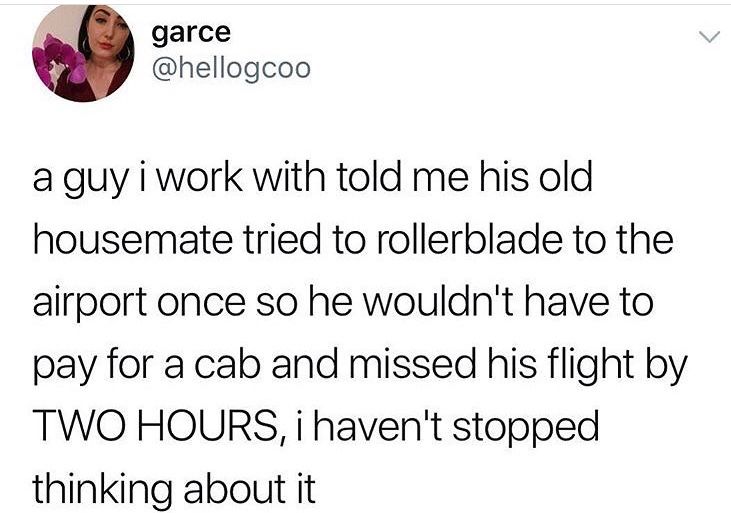 garce
@hellogcoo
a guy i work with told me his old
housemate tried to rollerblade to the
airport once so he wouldn't have to
pay for a cab and missed his flight by
TWO HOURS, i haven't stopped
thinking about it